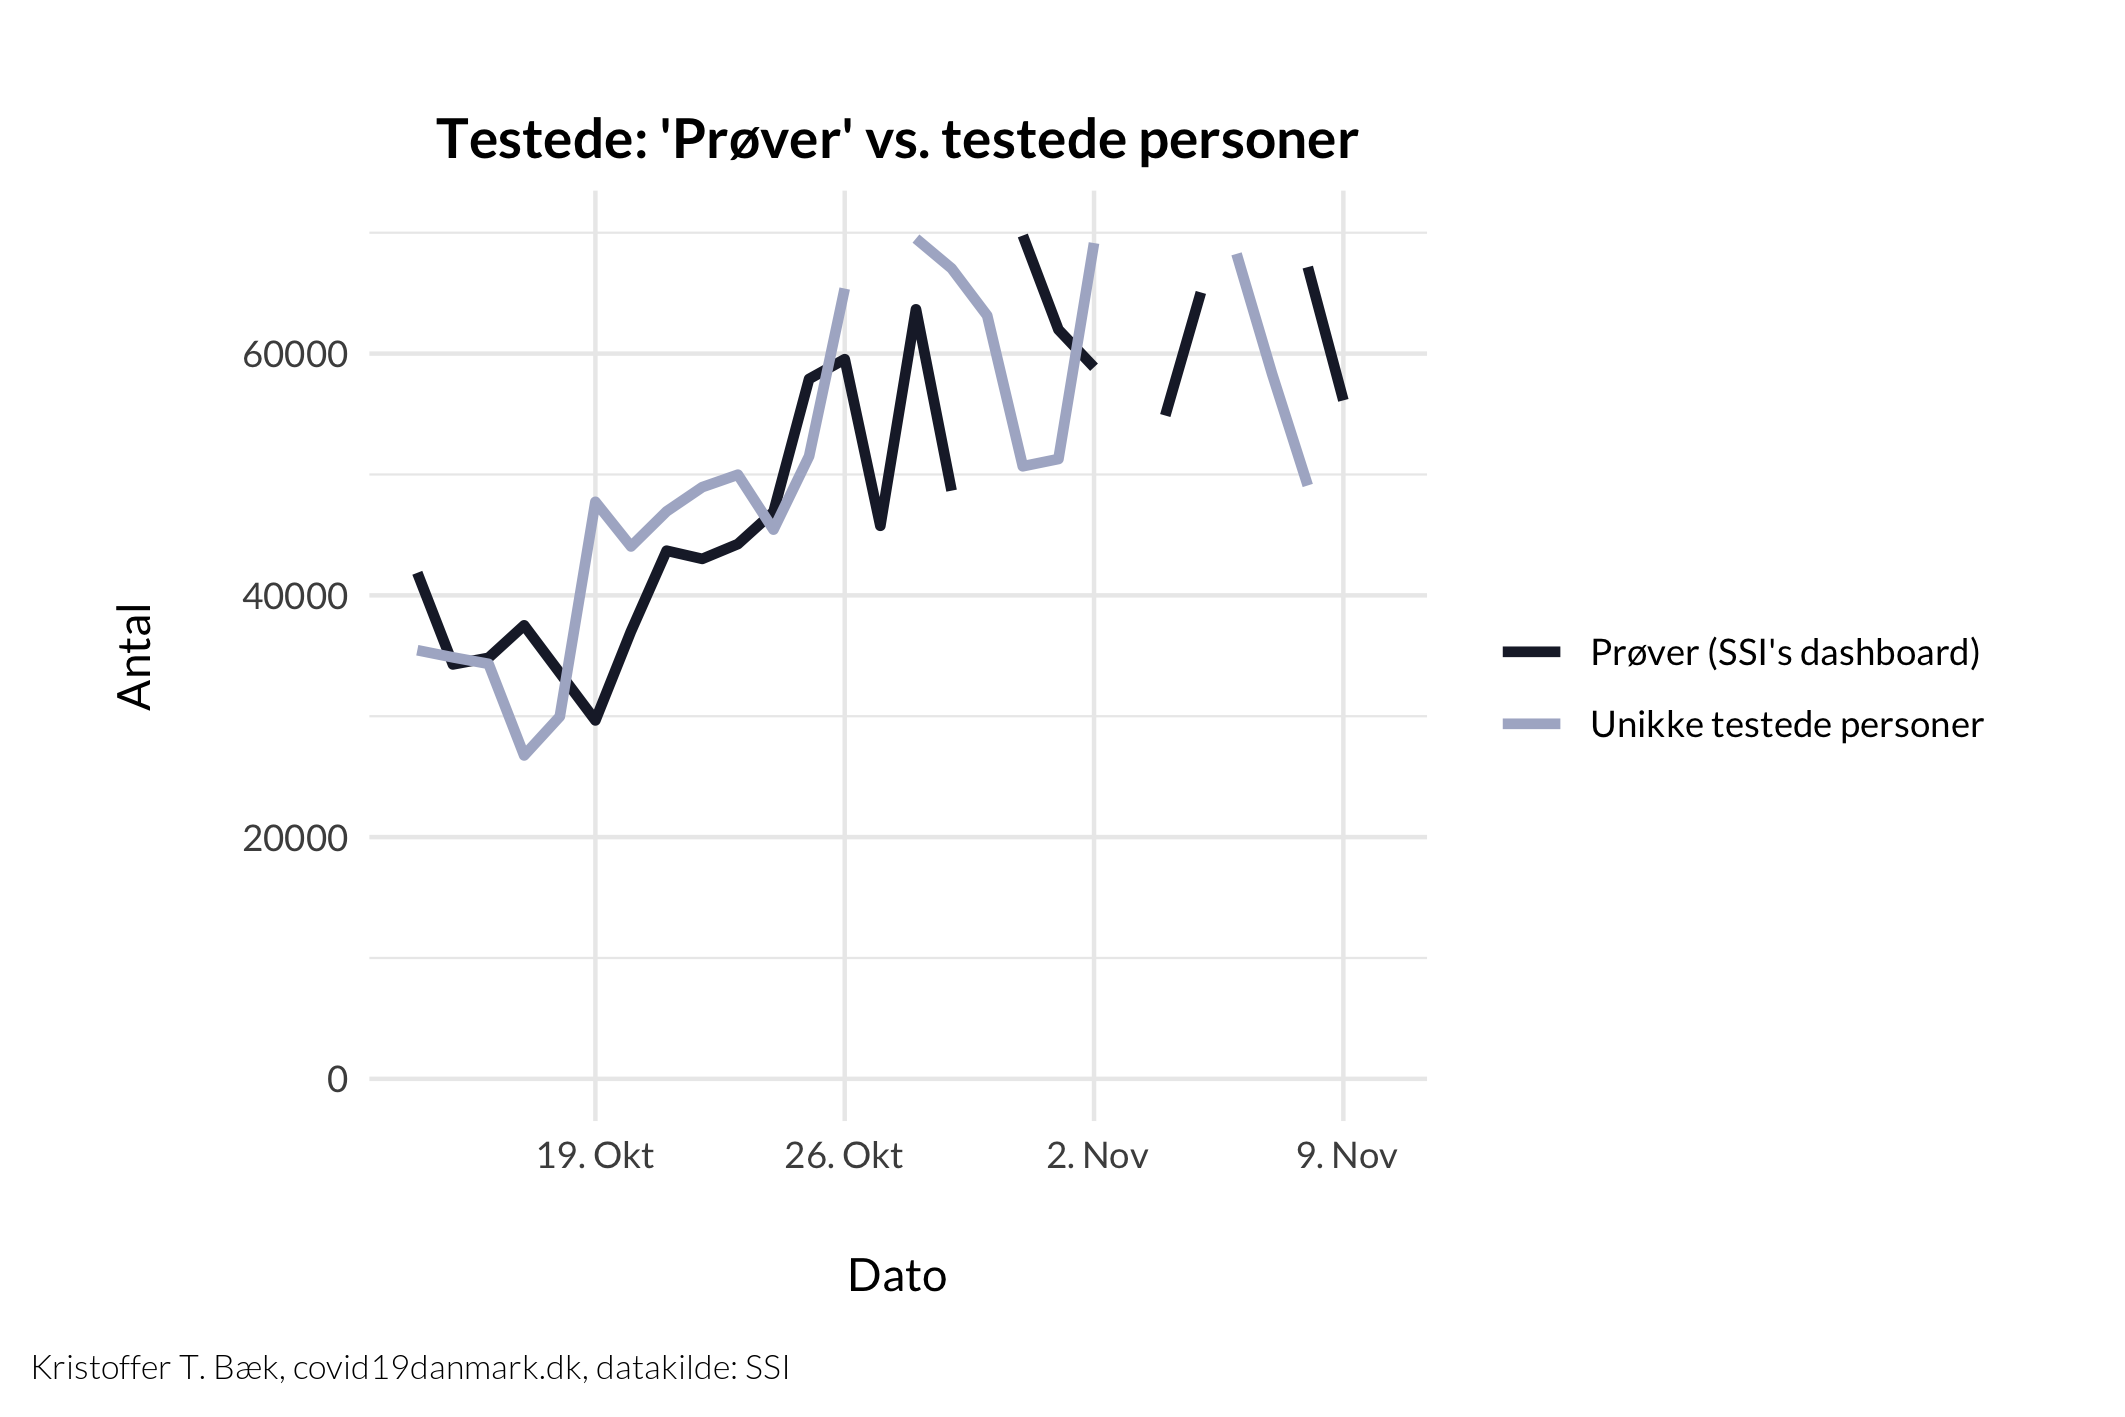 Testede: 'Prøver' vs. testede personer
Antal
60000
40000
20000
0
19. Okt
26. Okt
2. Nov
9. Nov
Dato
Prøver (SSI's dashboard)
Unikke testede personer
Kristoffer T. Bæk, covid19danmark.dk, datakilde: SSI